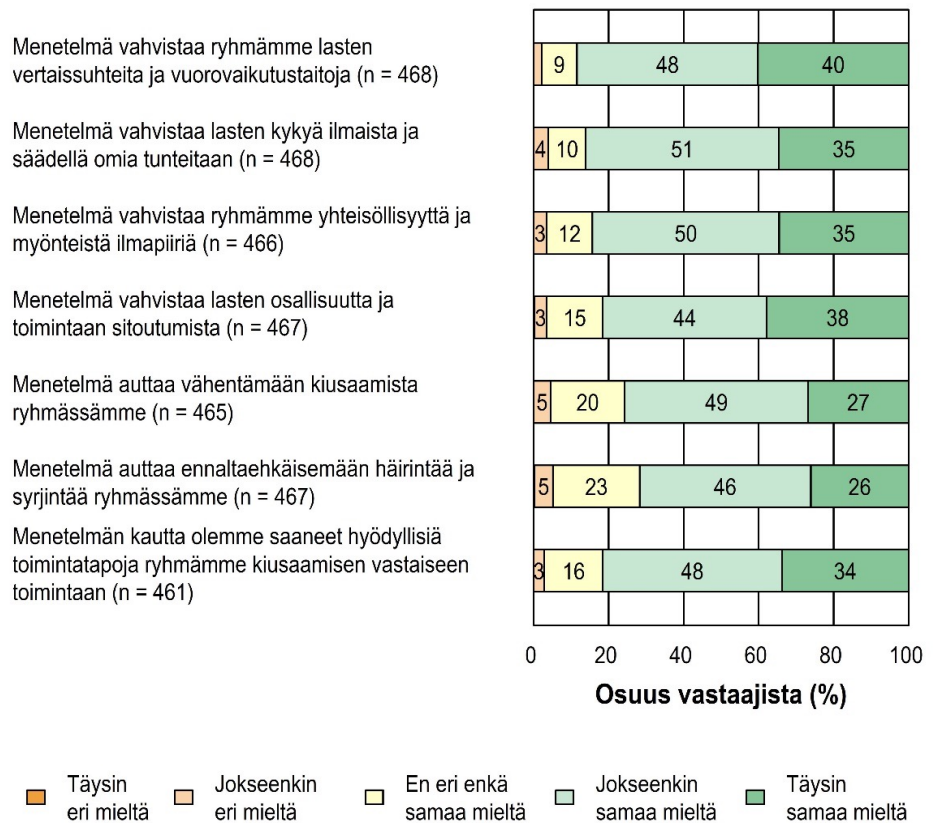 Menetelmä vahvistaa ryhmämme lasten
vertaissuhteita ja vuorovaikutustaitoja (n = 468)
9 48 40
Menetelmä vahvistaa lasten kykyä ilmaista ja
säädellä omia tunteitaan (n = 468)
4 10 51 35
Menetelmä vahvistaa ryhmämme yhteisöllisyyttä ja
myönteistä ilmapiiriä (n = 466)
3 12 50 35
Menetelmä vahvistaa lasten osallisuutta ja
toimintaan sitoutumista (n = 467)
3 15 44 38
Menetelmä auttaa vähentämään kiusaamista
ryhmässämme (n = 465)
5 20 49 27
Menetelmä auttaa ennaltaehkäisemään häirintää ja
syrjintää ryhmässämme (n = 467)
5 23 46 26
Menetelmän kautta olemme saaneet hyödyllisiä
toimintatapoja ryhmämme kiusaamisen vastaiseen
toimintaan (n = 461)
3 16 48 34
0 20 40 60 80 100
Osuus vastaajista (%)
Täysin
eri mieltä
Jokseenkin
eri mieltä
En eri enkä
samaa mieltä
Jokseenkin
samaa mieltä
Täysin
samaa mieltä